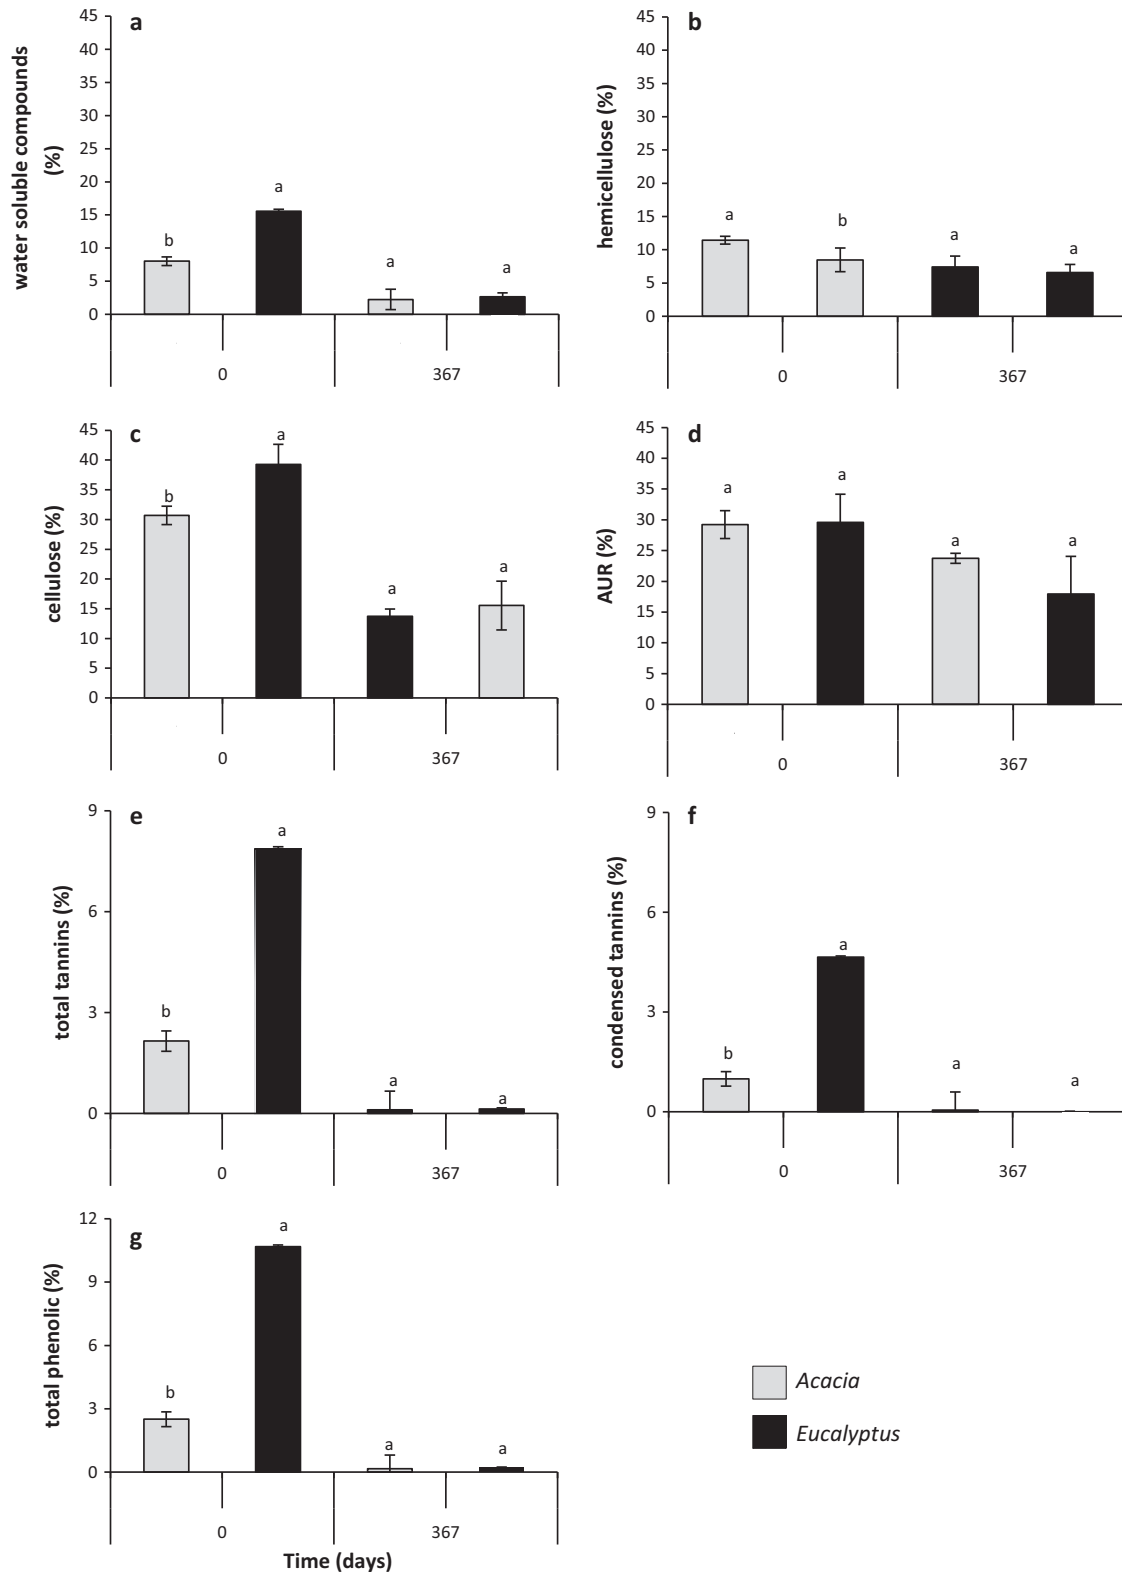 a
water soluble compounds
(%)
45
40
35
30
25
20
15
10
5
0
b
a
a
a
0
367
b
hemicellulose (%)
45
40
35
30
25
20
15
10
5
0
a
b
a
a
0
367
c
cellulose (%)
45
40
35
30
25
20
15
10
5
0
b
a
a
a
0
367
d
AUR (%)
45
40
35
30
25
20
15
10
5
0
a
a
a
a
0
367
e
total tannins (%)
9
6
3
0
b
a
a
a
0
367
f
condensed tannins (%)
9
6
3
0
b
a
a
a
0
367
g
total phenolic (%)
12
9
6
3
0
b
a
a
a
0
367
Time (days)
Acacia
Eucalyptus